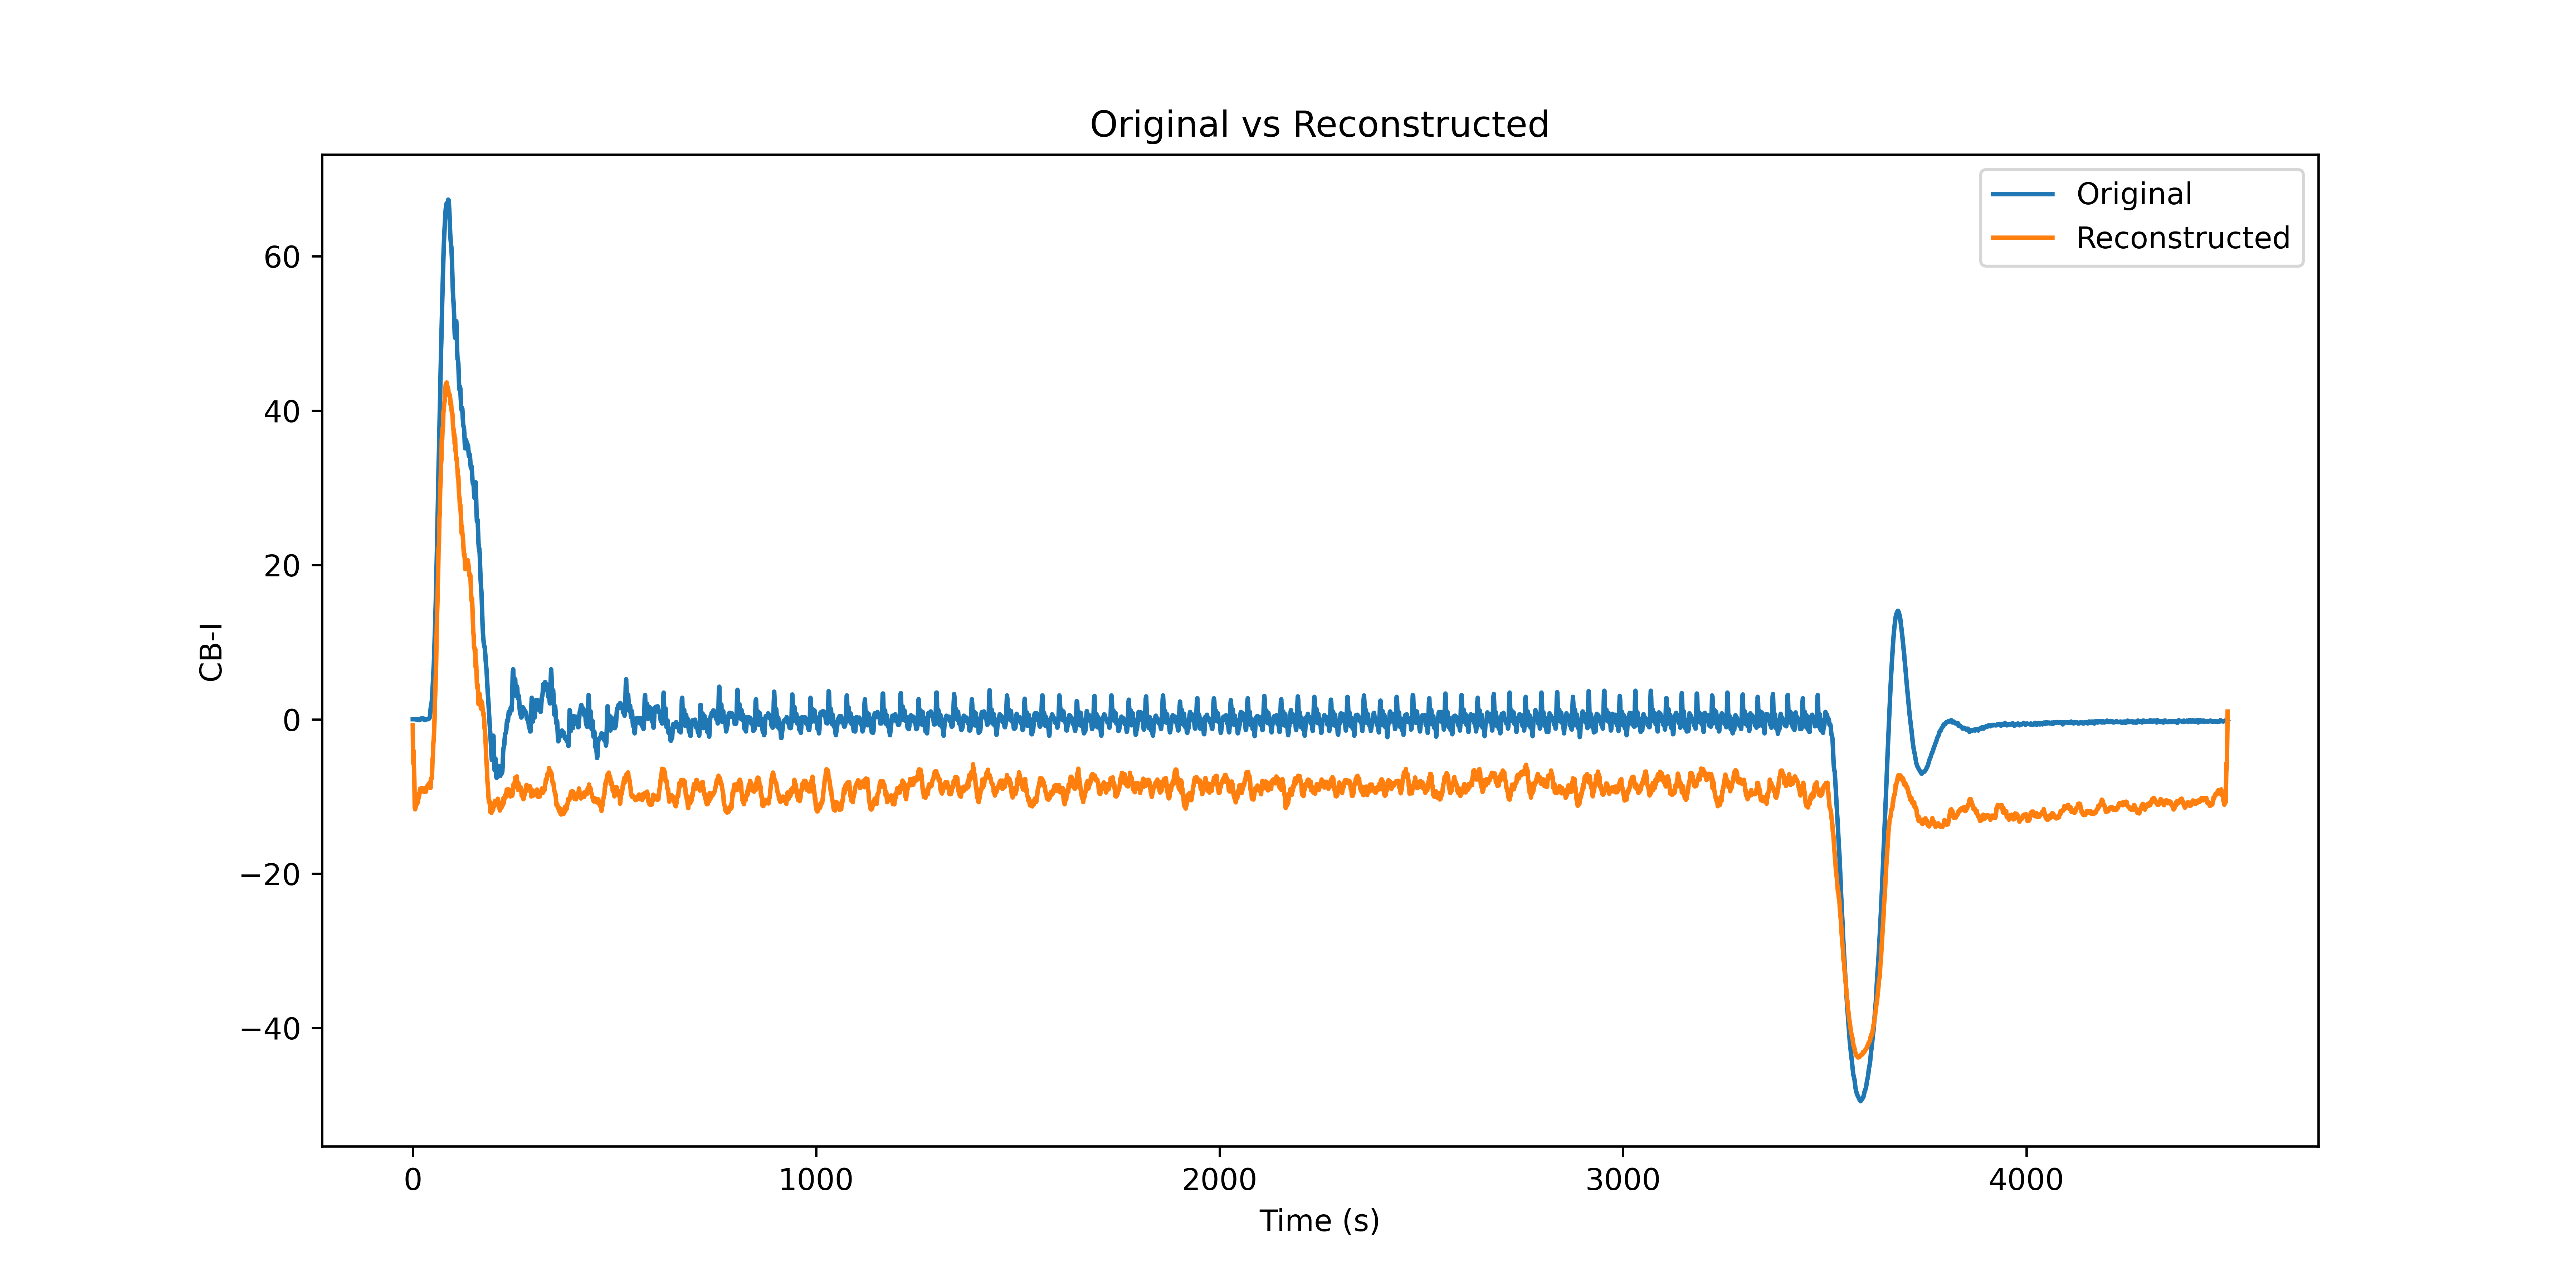 Original vs Reconstructed
Original
Reconstructed
60
40
20
0
−20
−40
CB-I
0
1000
2000
3000
4000
Time (s)